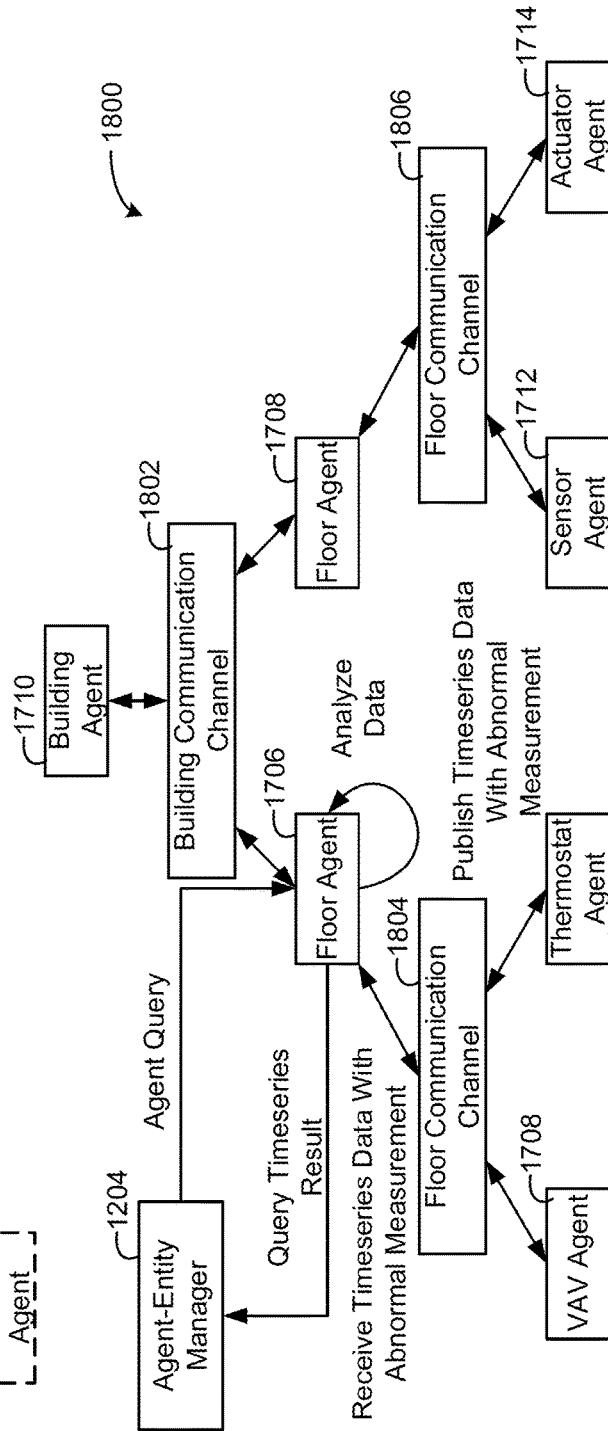 Agent
1800
1710
Building
Agent
1802
Building Communication
Channel
1204
Agent-Entity
Manager
Agent Query
Query Timeseries
Result
1706
Floor Agent
Analyze
Data
1708
Floor Agent
Receive Timeseries Data With
Abnormal Measurement
1804
Floor Communication
Channel
Publish Timeseries Data
With Abnormal
Measurement
1806
Floor Communication
Channel
1708
VAV Agent
Thermostat
Agent
1712
Sensor
Agent
1714
Actuator
Agent